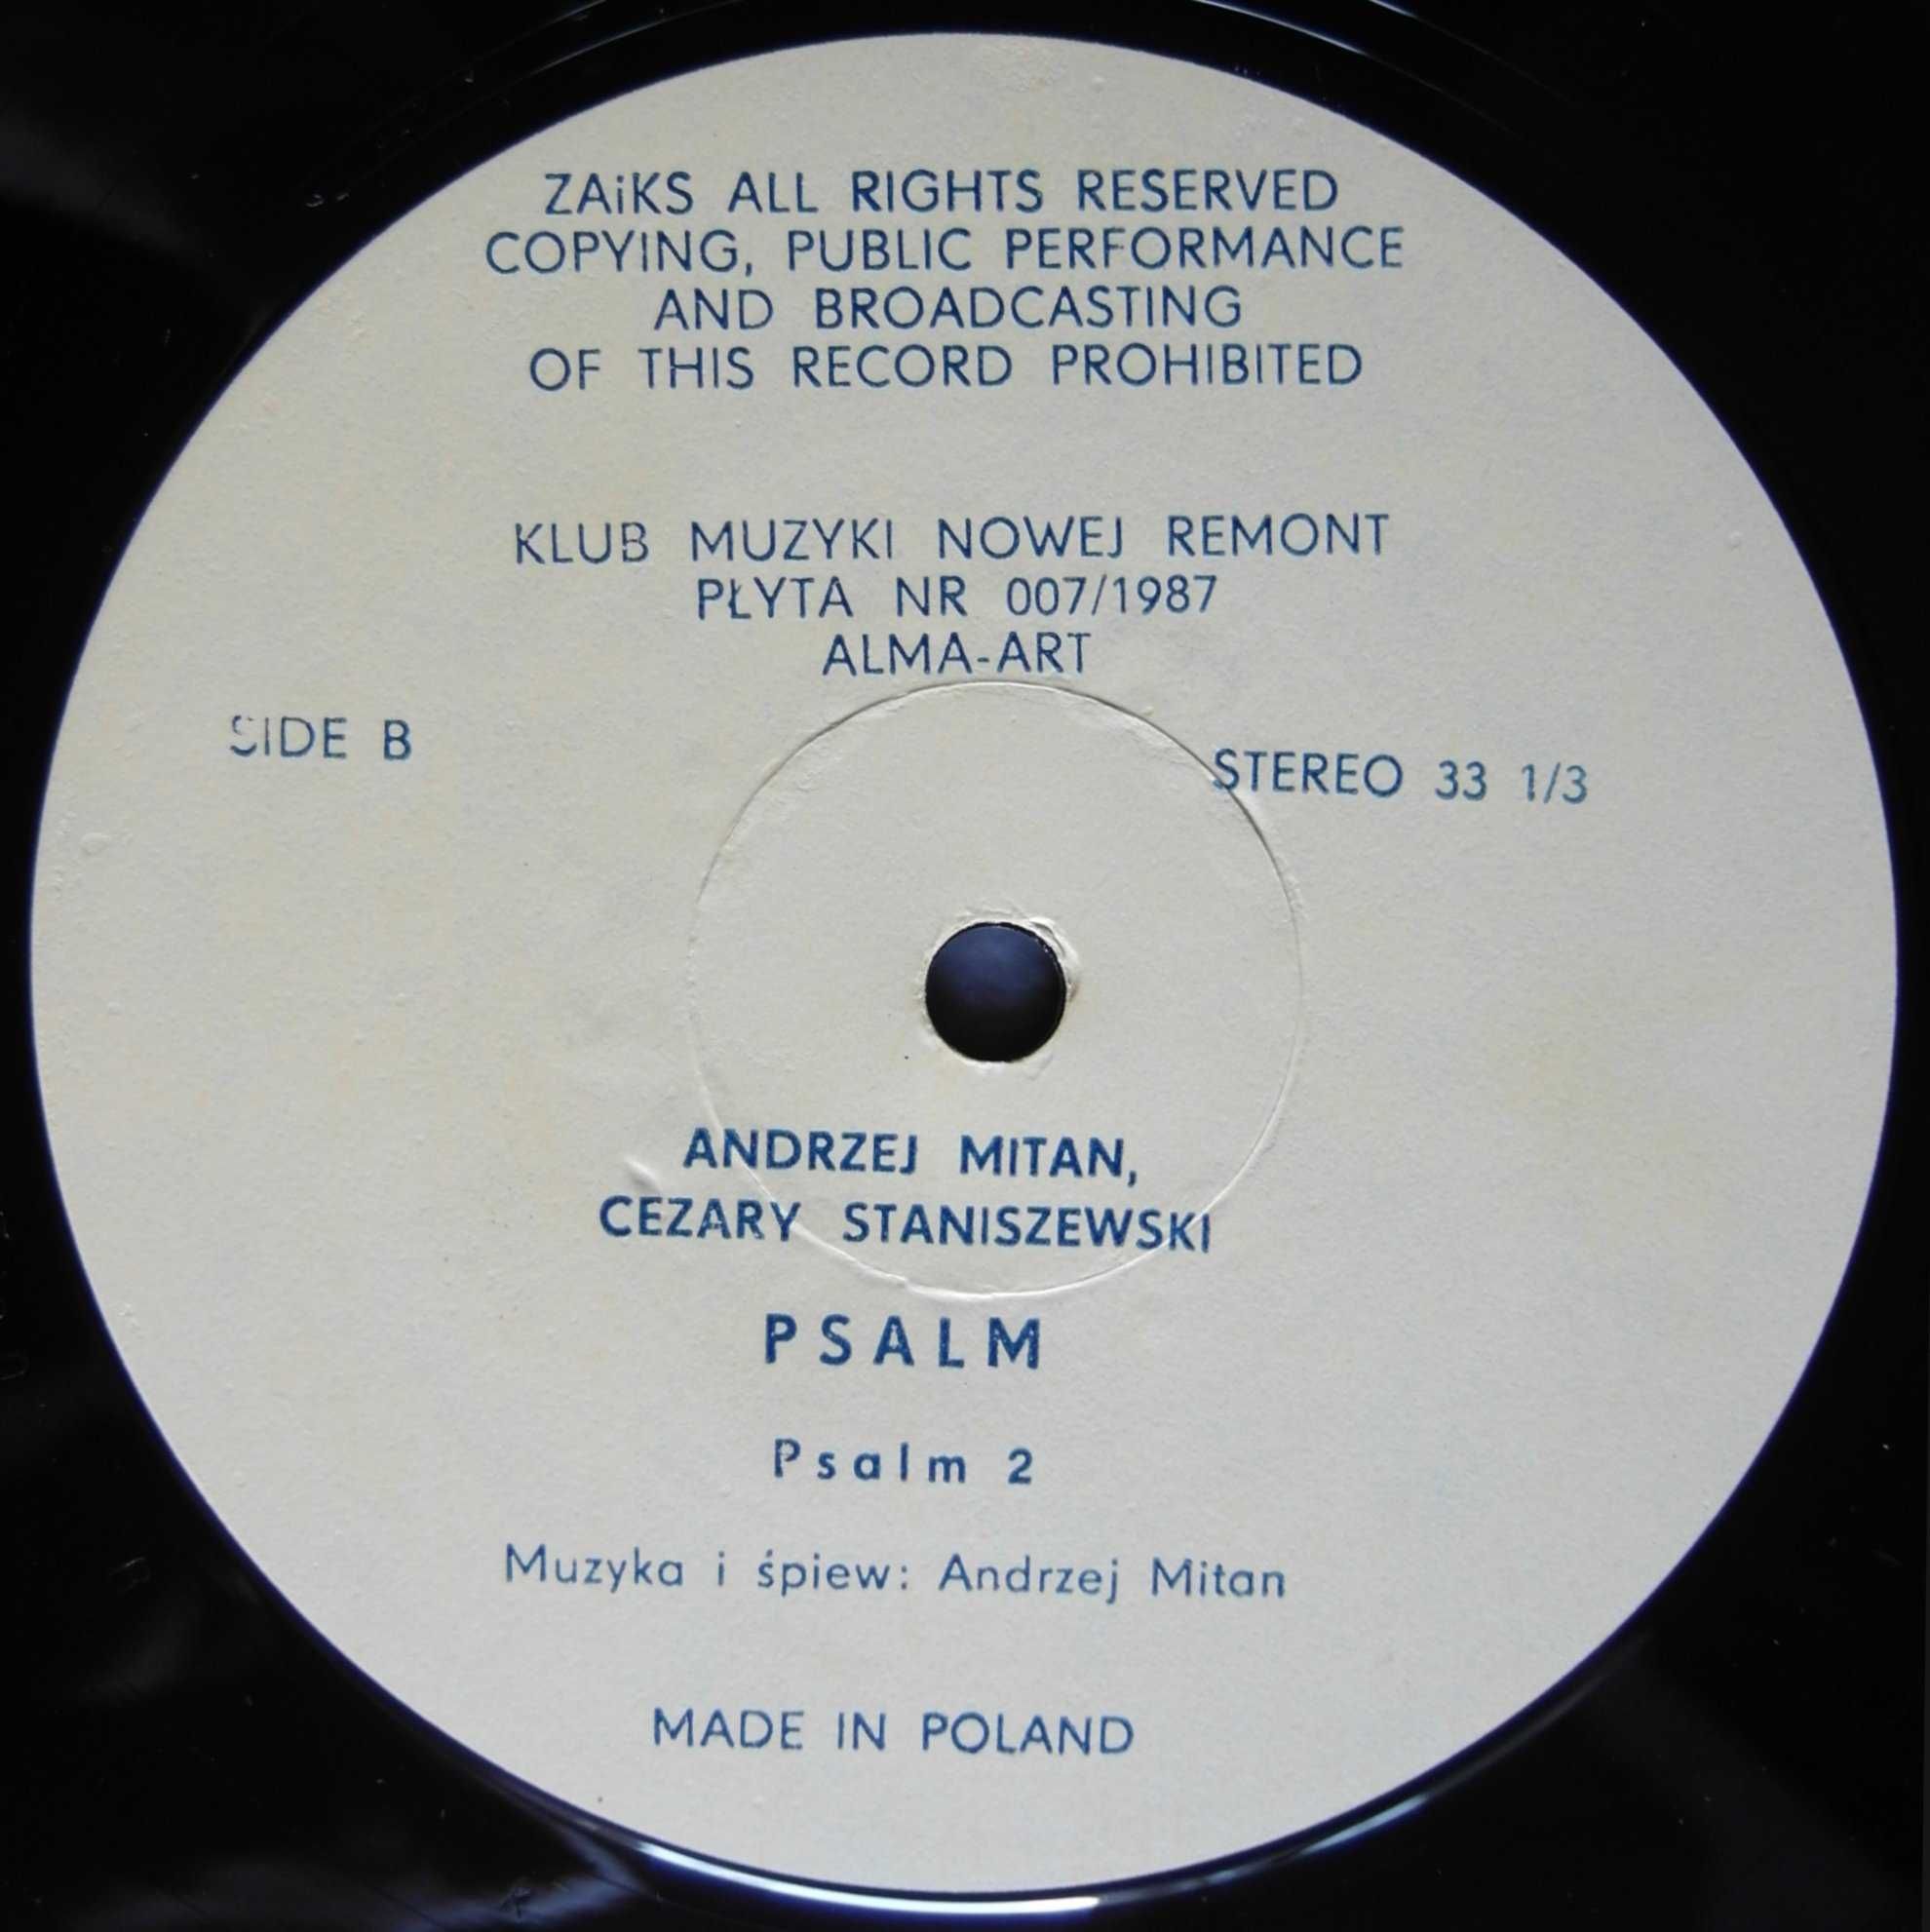 ZAiKS ALL RIGHTS RESERVED
COPYING, PUBLIC PERFORMANCE
AND BROADCASTING
OF THIS RECORD PROHIBITED
KLUB MUZYKI NOWEJ REMONT
PŁYTA NR 007/1987
ALMA-ART
SIDE B
STEREO 33 1/3
ANDRZEJ MITAN,
CEZARY STANISZEWSKI
PSALM
Psalm 2
Muzyka i śpiew: Andrzej Mitan
MADE IN POLAND